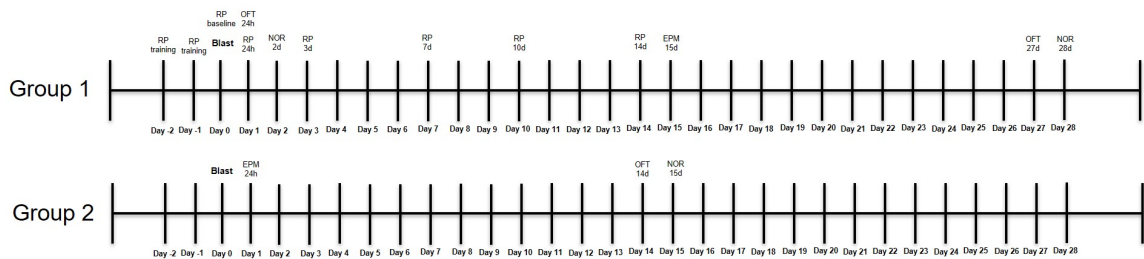 RP OFT
baseline 24h
RP RP Blast RP NOR RP RP RP RP EPM OFT NOR
training training 24h 2d 3d 7d 10d 14d 15d 27d 28d
Group 1
Day -2 Day -1 Day 0 Day 1 Day 2 Day 3 Day 4 Day 5 Day 6 Day 7 Day 8 Day 9 Day 10 Day 11 Day 12 Day 13 Day 14 Day 15 Day 16 Day 17 Day 18 Day 19 Day 20 Day 21 Day 22 Day 23 Day 24 Day 25 Day 26 Day 27 Day 28
Blast EPM OFT NOR
24h 14d 15d
Group 2
Day -2 Day -1 Day 0 Day 1 Day 2 Day 3 Day 4 Day 5 Day 6 Day 7 Day 8 Day 9 Day 10 Day 11 Day 12 Day 13 Day 14 Day 15 Day 16 Day 17 Day 18 Day 19 Day 20 Day 21 Day 22 Day 23 Day 24 Day 25 Day 26 Day 27 Day 28